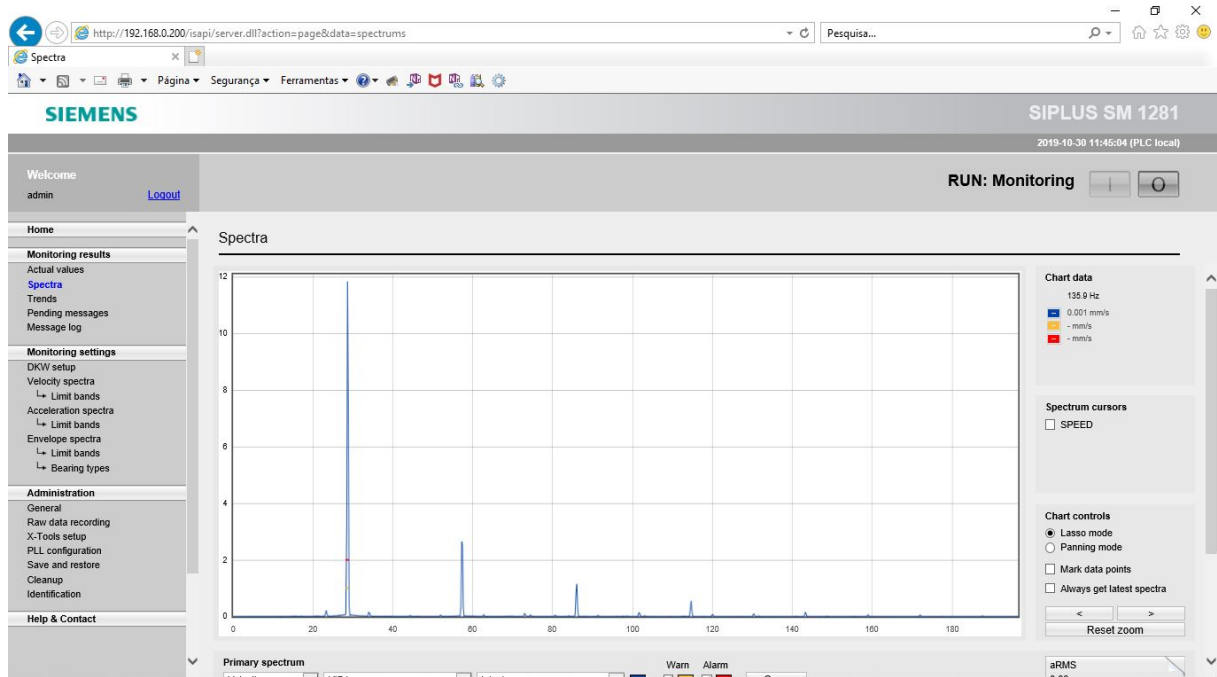 http://192.168.0.200/isapi/server.dll?action=page&data=spectrums
Pesquisa...
Spectra
Página Segurança Ferramentas
SIEMENS
SIPLUS SM 1281
2019-10-30 11:45:04 (PLC local)
Welcome
admin Logout
RUN: Monitoring I O
Home
Monitoring results
Actual values
Spectra
Trends
Pending messages
Message log
Monitoring settings
DKW setup
Velocity spectra
Limit bands
Acceleration spectra
Limit bands
Envelope spectra
Limit bands
Bearing types
Administration
General
Raw data recording
X-Tools setup
PLL configuration
Save and restore
Cleanup
Identification
Help & Contact
Spectra
12
10
8
6
4
2
0
0 20 40 60 80 100 120 140 160 180
Chart data
135.9 Hz
0.001 mm/s
- mm/s
- mm/s
Spectrum cursors
SPEED
Chart controls
Lasso mode
Panning mode
Mark data points
Always get latest spectra
< >
Reset zoom
Primary spectrum
Warn Alarm
aRMS